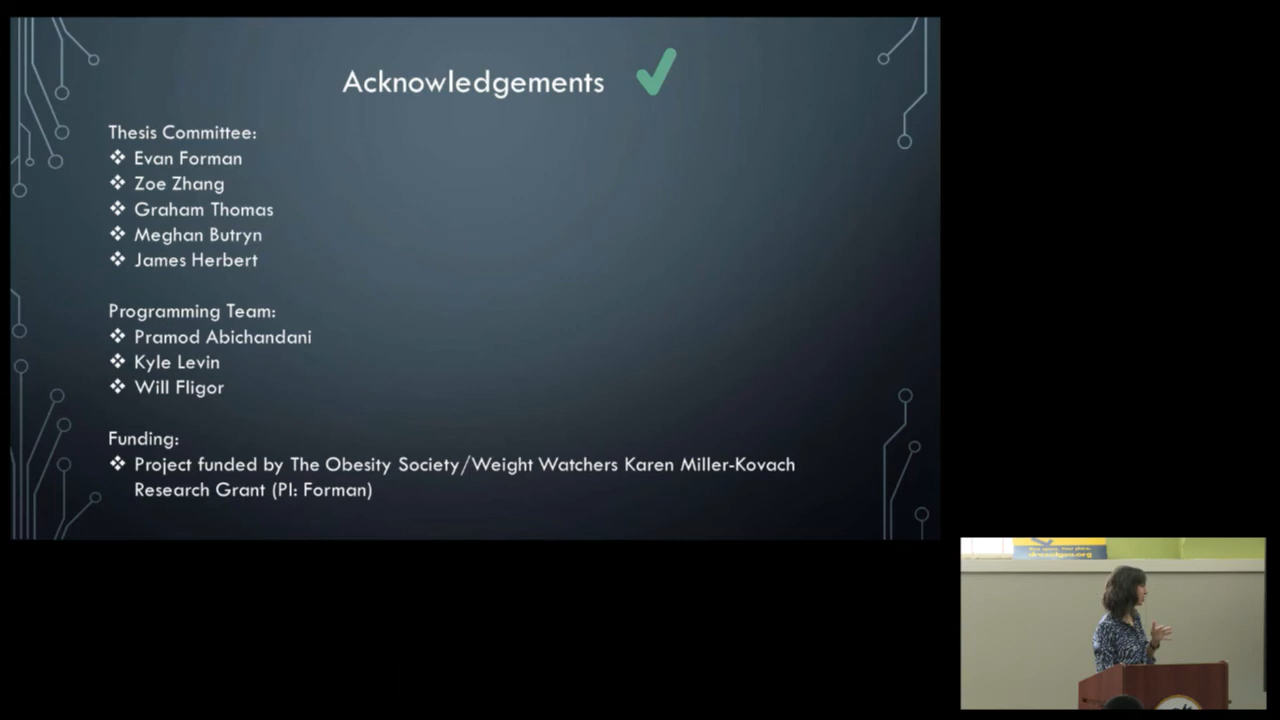 Acknowledgements
Thesis Committee:
Evan Forman
Zoe Zhang
Graham Thomas
Meghan Butryn
James Herbert
Programming Team:
Pramod Abichandani
Kyle Levin
Will Fligor
Funding:
Project funded by The Obesity Society/Weight Watchers Karen Miller-Kovach
Research Grant (PI: Forman)